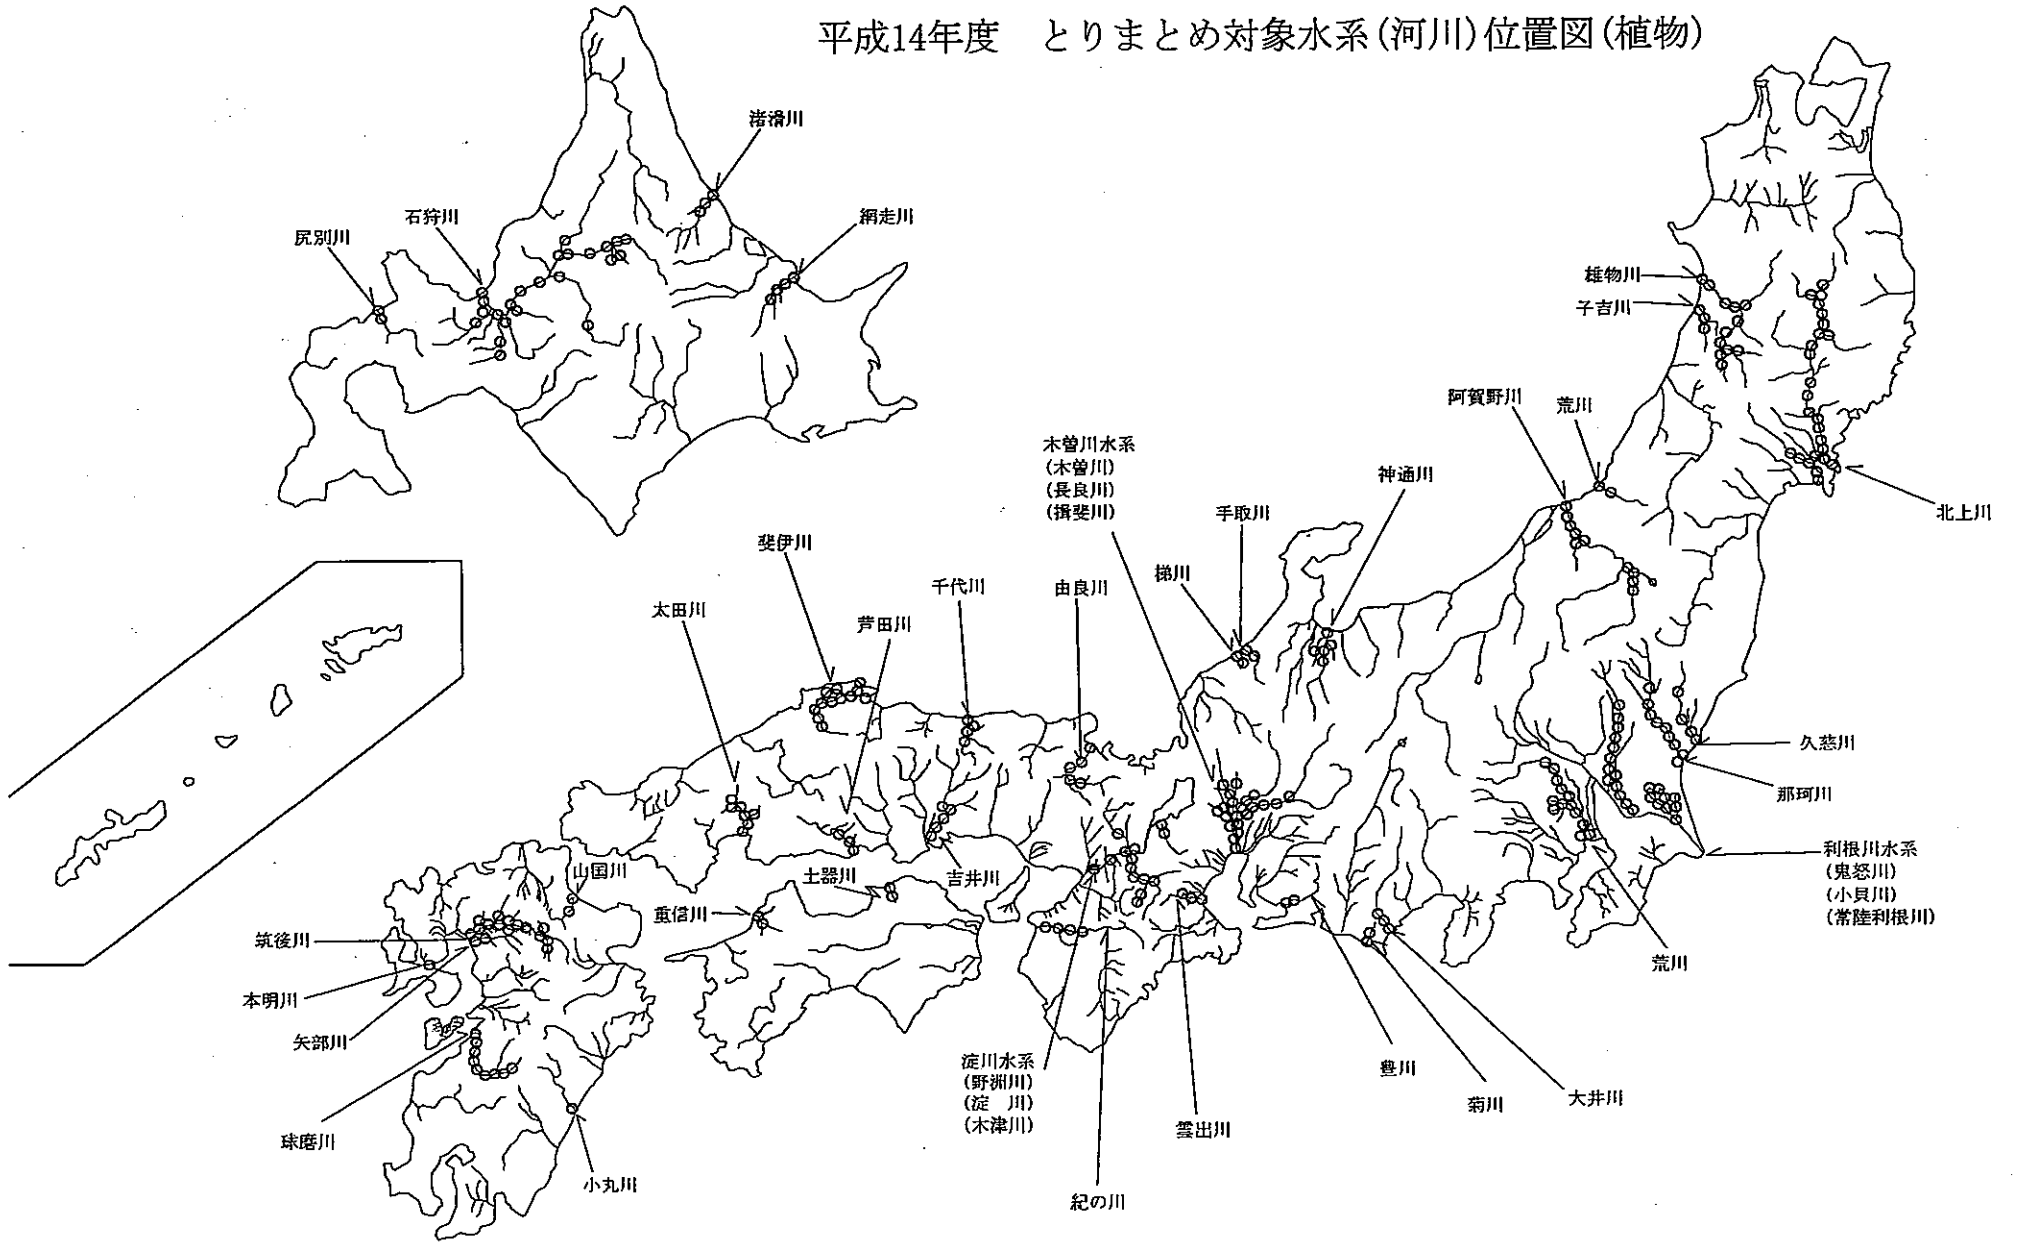 平成14年度　とりまとめ対象水系(河川)位置図(植物)
渚滑川
石狩川
網走川
尻別川
雄物川
子吉川
阿賀野川
荒川
木曽川水系
(木曽川)
(長良川)
(揖斐川)
神通川
手取川
北上川
斐伊川
梯川
千代川
由良川
太田川
芦田川
久慈川
那珂川
利根川水系
(鬼怒川)
(小貝川)
(常陸利根川)
山国川
土器川
吉井川
重信川
筑後川
荒川
本明川
矢部川
淀川水系
(野洲川)
(淀　川)
(木津川)
豊川
菊川
大井川
球磨川
雲出川
小丸川
紀の川